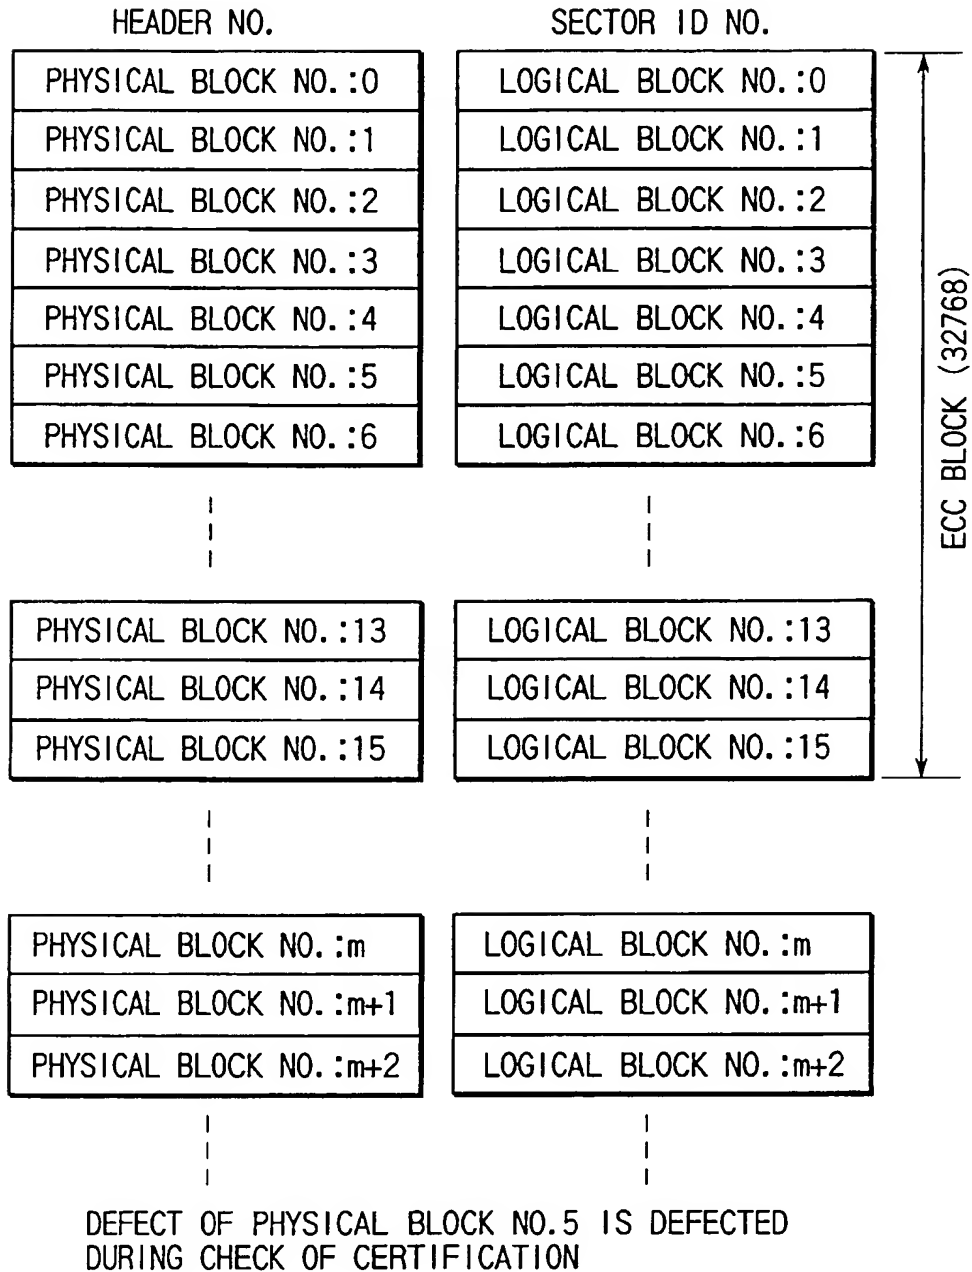 HEADER NO.
SECTOR ID NO.
PHYSICAL BLOCK NO.:0
LOGICAL BLOCK NO.:0
PHYSICAL BLOCK NO.:1
LOGICAL BLOCK NO.:1
PHYSICAL BLOCK NO.:2
LOGICAL BLOCK NO.:2
PHYSICAL BLOCK NO.:3
LOGICAL BLOCK NO.:3
PHYSICAL BLOCK NO.:4
LOGICAL BLOCK NO.:4
PHYSICAL BLOCK NO.:5
LOGICAL BLOCK NO.:5
PHYSICAL BLOCK NO.:6
LOGICAL BLOCK NO.:6
ECC BLOCK (32768)
PHYSICAL BLOCK NO.:13
LOGICAL BLOCK NO.:13
PHYSICAL BLOCK NO.:14
LOGICAL BLOCK NO.:14
PHYSICAL BLOCK NO.:15
LOGICAL BLOCK NO.:15
PHYSICAL BLOCK NO.:m
LOGICAL BLOCK NO.:m
PHYSICAL BLOCK NO.:m+1
LOGICAL BLOCK NO.:m+1
PHYSICAL BLOCK NO.:m+2
LOGICAL BLOCK NO.:m+2
DEFECT OF PHYSICAL BLOCK NO.5 IS DEFECTED
DURING CHECK OF CERTIFICATION